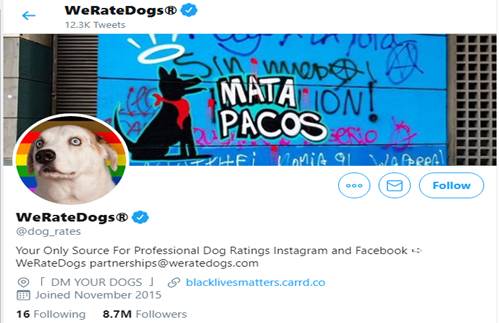 WeRateDogs®
12.3K Tweets
Sin miedo!
MATA
ION!
PACOS
serio
WeRateDogs®
@dog_rates
Follow
Your Only Source For Professional Dog Ratings Instagram and Facebook ➪
WeRateDogs partnerships@weratedogs.com
「 DM YOUR DOGS 」 blacklivesmatters.carrd.co
Joined November 2015
16 Following 8.7M Followers